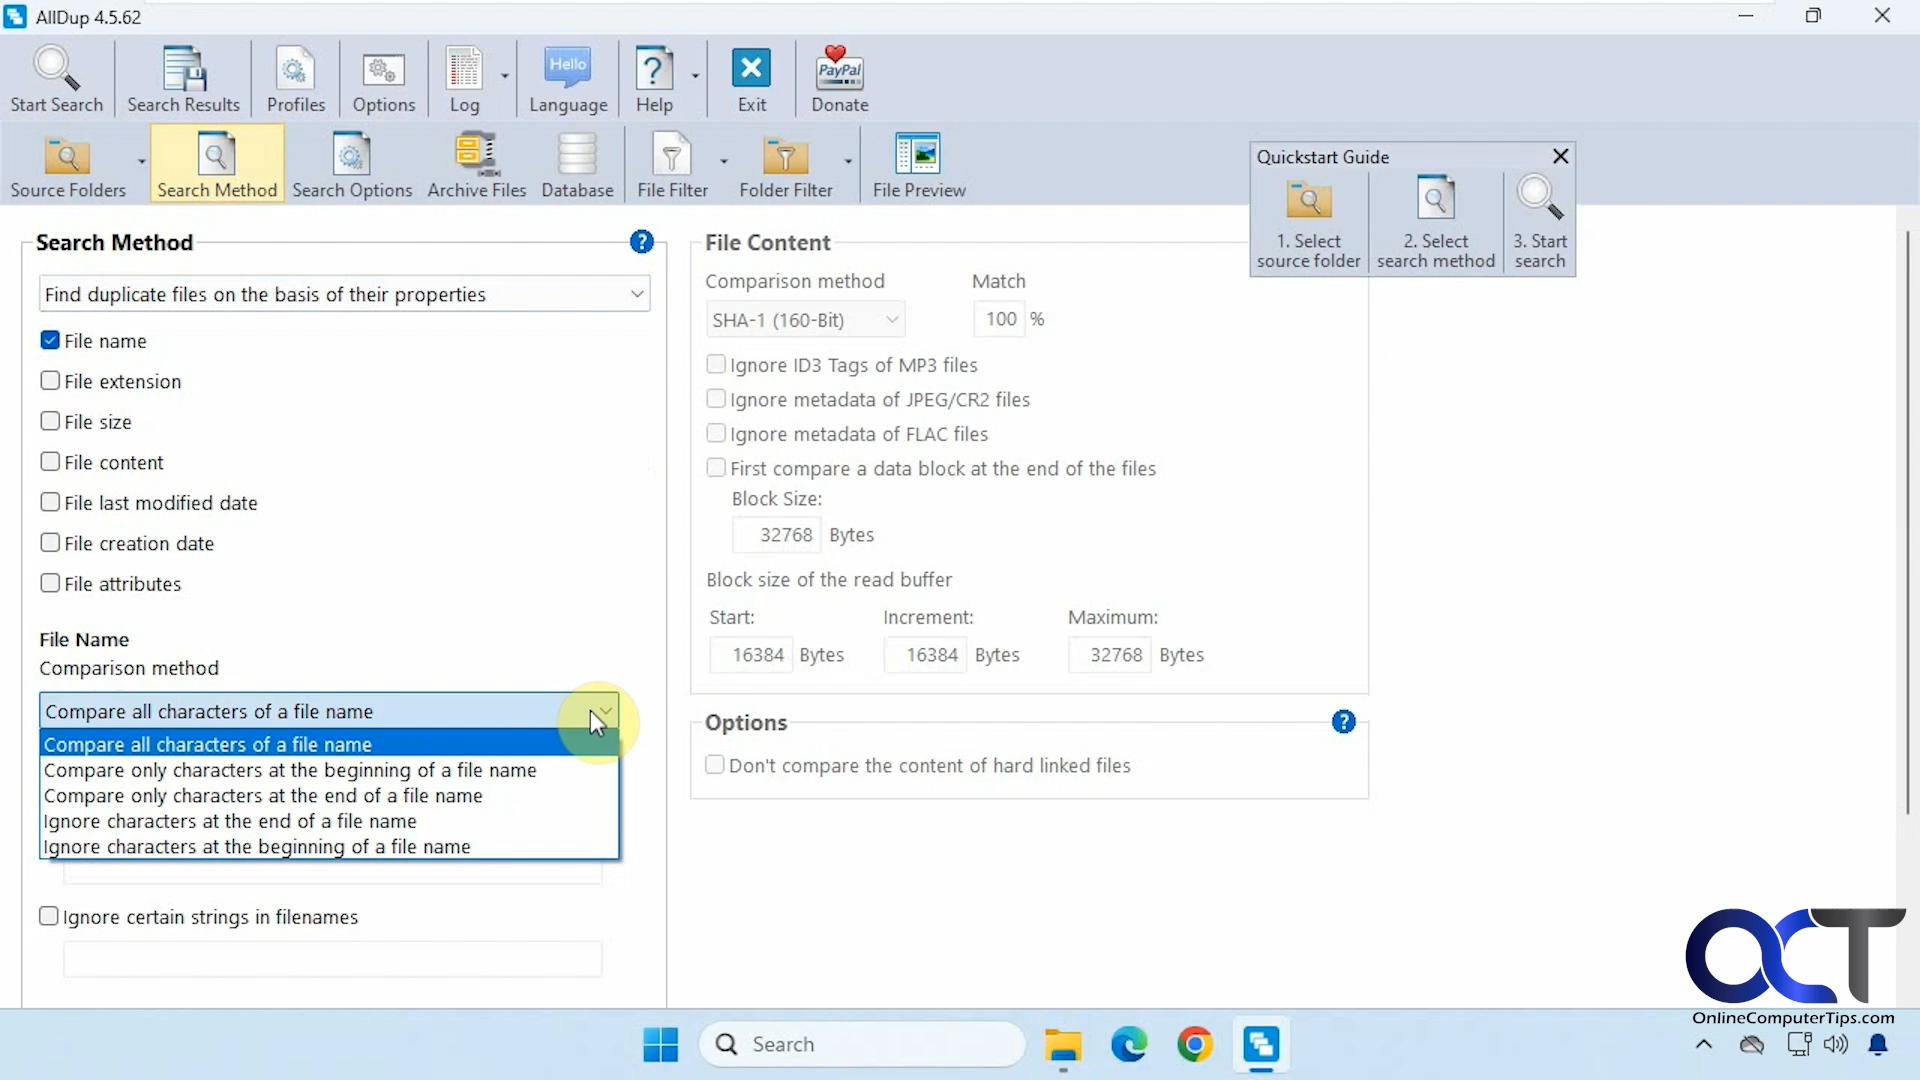 AllDup 4.5.62
Start Search
Search Results
Profiles
Options
Log
Hello
Language
?
Help
Exit
PayPal
Donate
Source Folders
Search Method
Search Options
Archive Files
Database
File Filter
Folder Filter
File Preview
Quickstart Guide
1. Select
source folder
2. Select
search method
3. Start
search
Search Method
?
Find duplicate files on the basis of their properties
File name
File extension
File size
File content
File last modified date
File creation date
File attributes
File Name
Comparison method
Compare all characters of a file name
Compare all characters of a file name
Compare only characters at the beginning of a file name
Compare only characters at the end of a file name
Ignore characters at the end of a file name
Ignore characters at the beginning of a file name
Ignore certain strings in filenames
File Content
Comparison method Match
SHA-1 (160-Bit) 100 %
Ignore ID3 Tags of MP3 files
Ignore metadata of JPEG/CR2 files
Ignore metadata of FLAC files
First compare a data block at the end of the files
Block Size:
32768 Bytes
Block size of the read buffer
Start: Increment: Maximum:
16384 Bytes 16384 Bytes 32768 Bytes
Options
?
Don't compare the content of hard linked files
OCT
OnlineComputerTips.com
Search